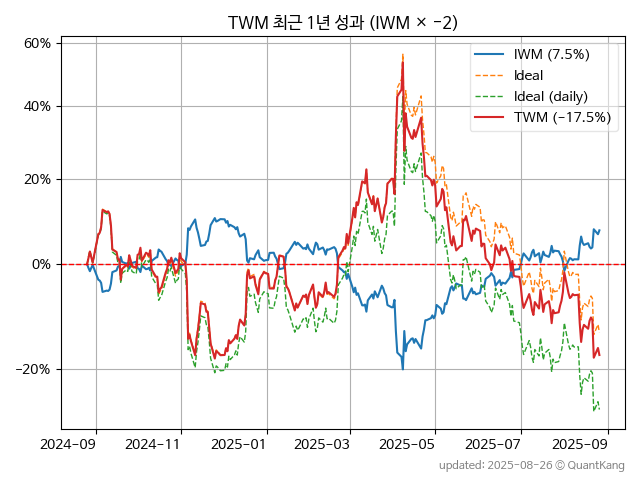 TWM 최근 1년 성과 (IWM × −2)
60%
40%
20%
0%
−20%
IWM (7.5%)
Ideal
Ideal (daily)
TWM (−17.5%)
2024-09 2024-11 2025-01 2025-03 2025-05 2025-07 2025-09
updated: 2025-08-26 © QuantKang